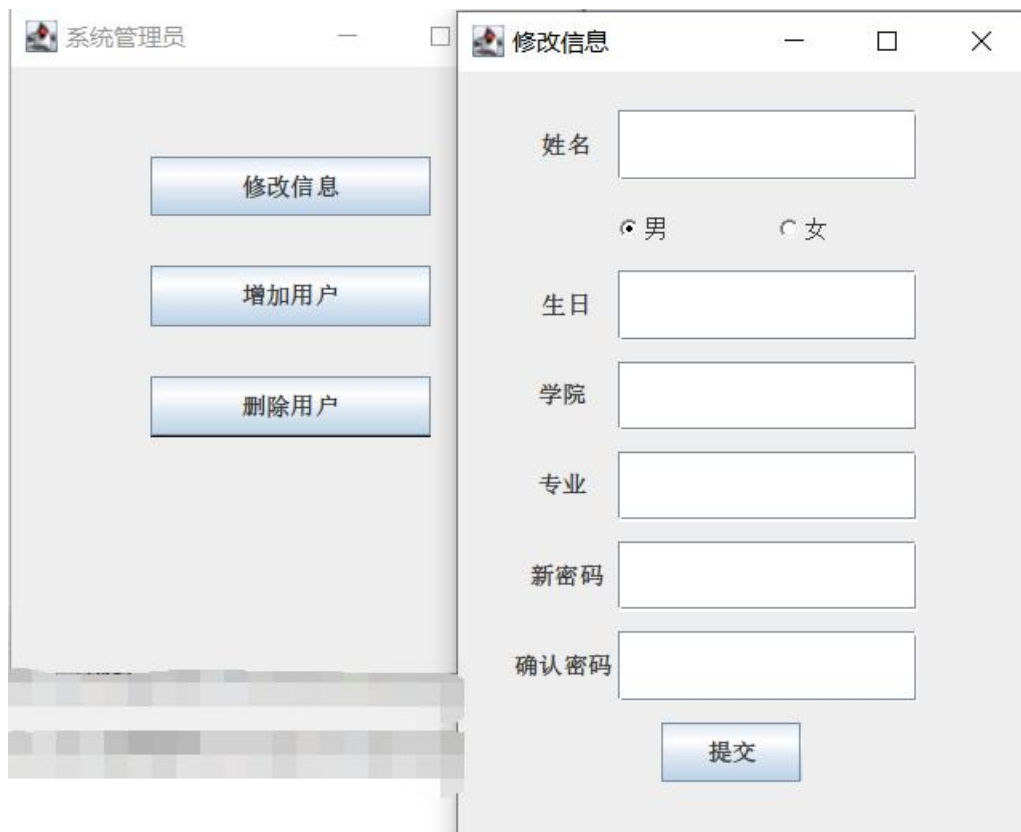 系统管理员
修改信息
增加用户
删除用户
修改信息
姓名
男 女
生日
学院
专业
新密码
确认密码
提交